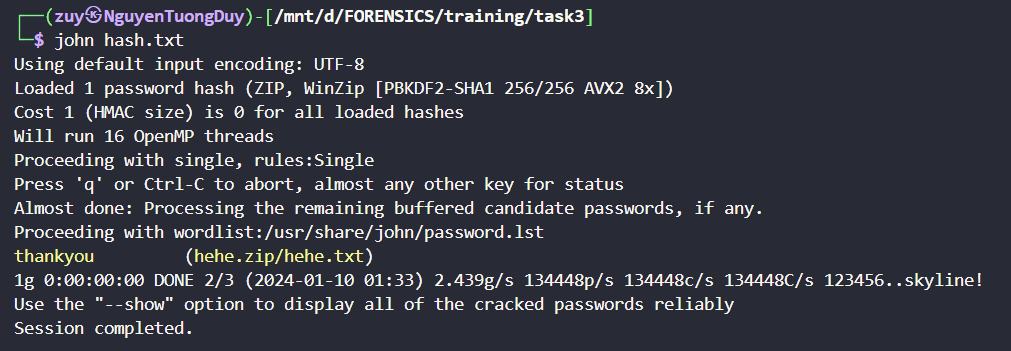 ┌──(zuy㉿NguyenTuongDuy)-[/mnt/d/FORENSICS/training/task3]
└─$ john hash.txt
Using default input encoding: UTF-8
Loaded 1 password hash (ZIP, WinZip [PBKDF2-SHA1 256/256 AVX2 8x])
Cost 1 (HMAC size) is 0 for all loaded hashes
Will run 16 OpenMP threads
Proceeding with single, rules:Single
Press 'q' or Ctrl-C to abort, almost any other key for status
Almost done: Processing the remaining buffered candidate passwords, if any.
Proceeding with wordlist:/usr/share/john/password.lst
thankyou         (hehe.zip/hehe.txt)
1g 0:00:00:00 DONE 2/3 (2024-01-10 01:33) 2.439g/s 134448p/s 134448c/s 134448C/s 123456..skyline!
Use the "--show" option to display all of the cracked passwords reliably
Session completed.